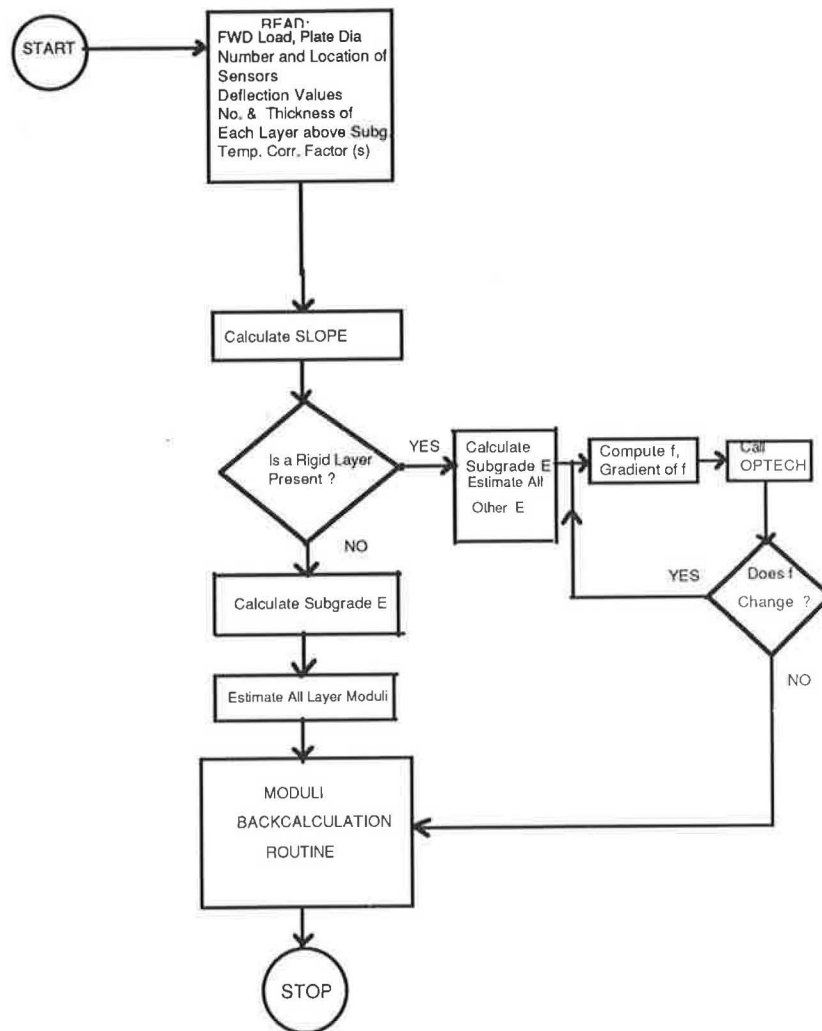 START
READ:
FWD Load, Plate Dia
Number and Location of
Sensors
Deflection Values
No. & Thickness of
Each Layer above Subg.
Temp. Corr. Factor (s)
Calculate SLOPE
Is a Rigid Layer
Present ?
YES
NO
Calculate
Subgrade E
Estimate All
Other E
Compute f,
Gradient of f
Call
OPTECH
Does f
Change ?
YES
NO
Calculate Subgrade E
Estimate All Layer Moduli
MODULI
BACKCALCULATION
ROUTINE
STOP